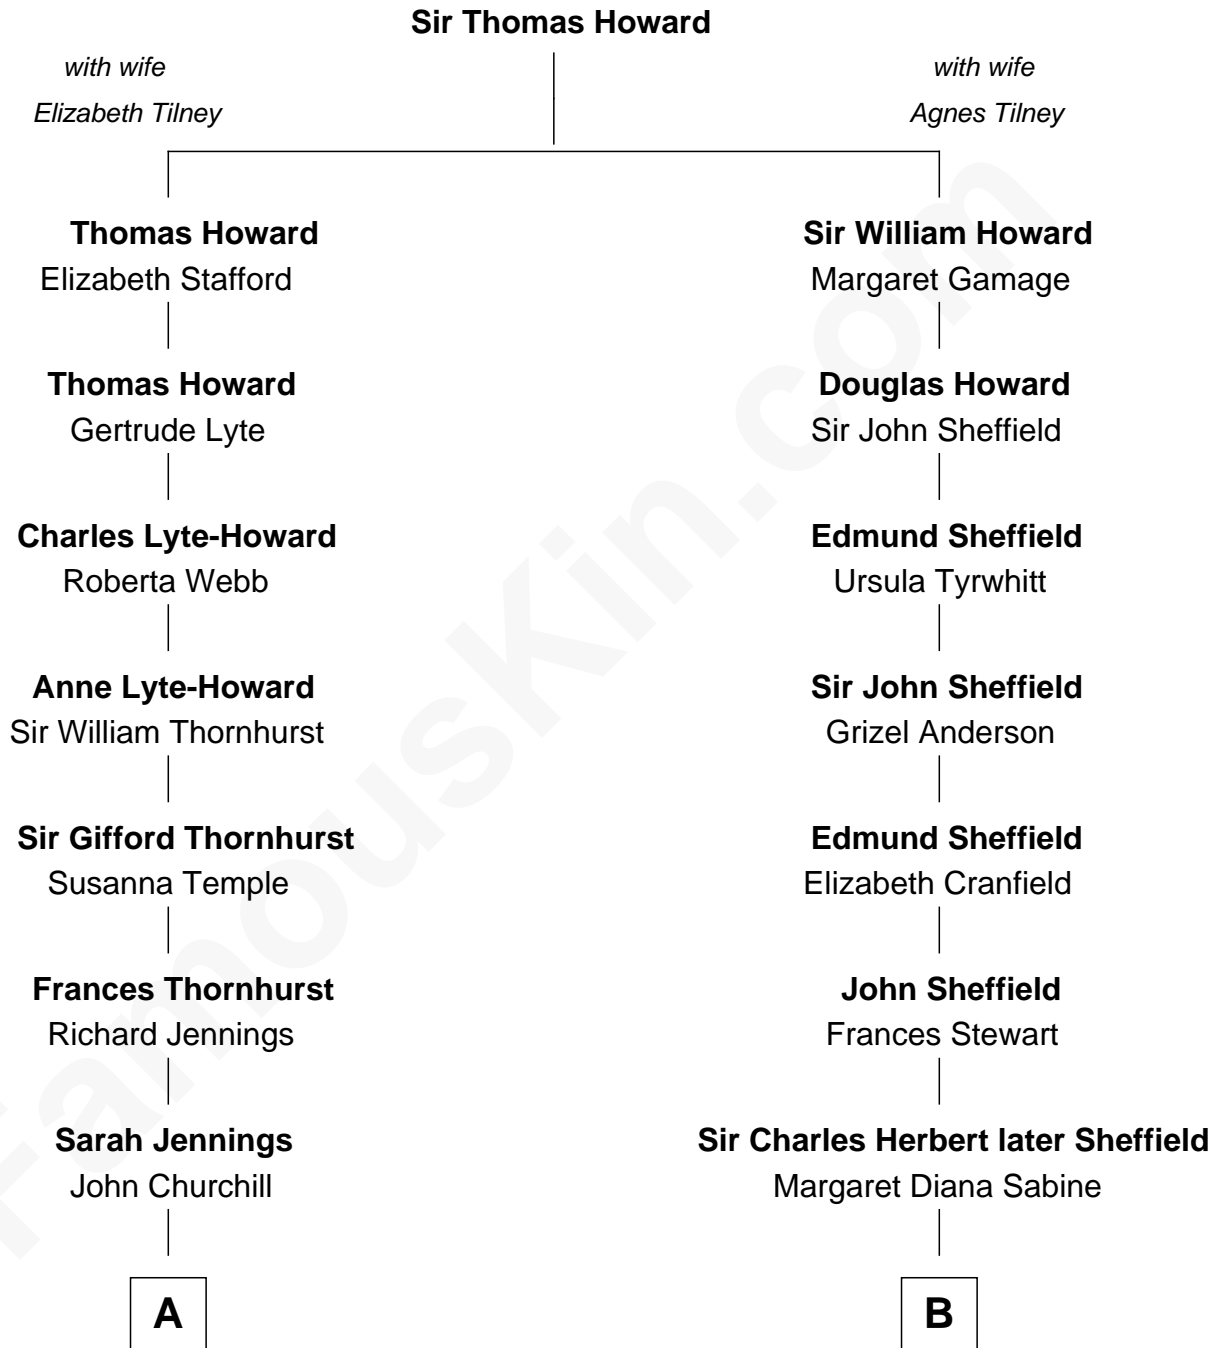 Sir Thomas Howard
with wife
Elizabeth Tilney
with wife
Agnes Tilney
Thomas Howard
Elizabeth Stafford
Sir William Howard
Margaret Gamage
Thomas Howard
Gertrude Lyte
Douglas Howard
Sir John Sheffield
Charles Lyte-Howard
Roberta Webb
Edmund Sheffield
Ursula Tyrwhitt
Anne Lyte-Howard
Sir William Thornhurst
Sir John Sheffield
Grizel Anderson
Sir Gifford Thornhurst
Susanna Temple
Edmund Sheffield
Elizabeth Cranfield
Frances Thornhurst
Richard Jennings
John Sheffield
Frances Stewart
Sarah Jennings
John Churchill
Sir Charles Herbert later Sheffield
Margaret Diana Sabine
A
B
FamousKin.com